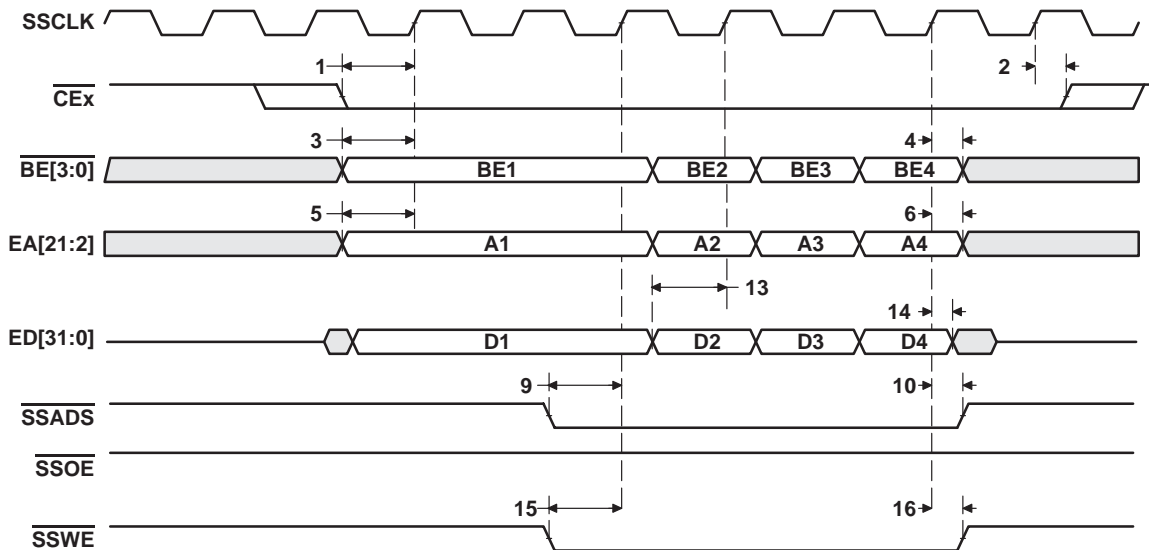 SSCLK
1 2
CEx
3 4
BE[3:0] BE1 BE2 BE3 BE4
5 6
EA[21:2] A1 A2 A3 A4
13
14
ED[31:0] D1 D2 D3 D4
9 10
SSADS
SSOE
15 16
SSWE